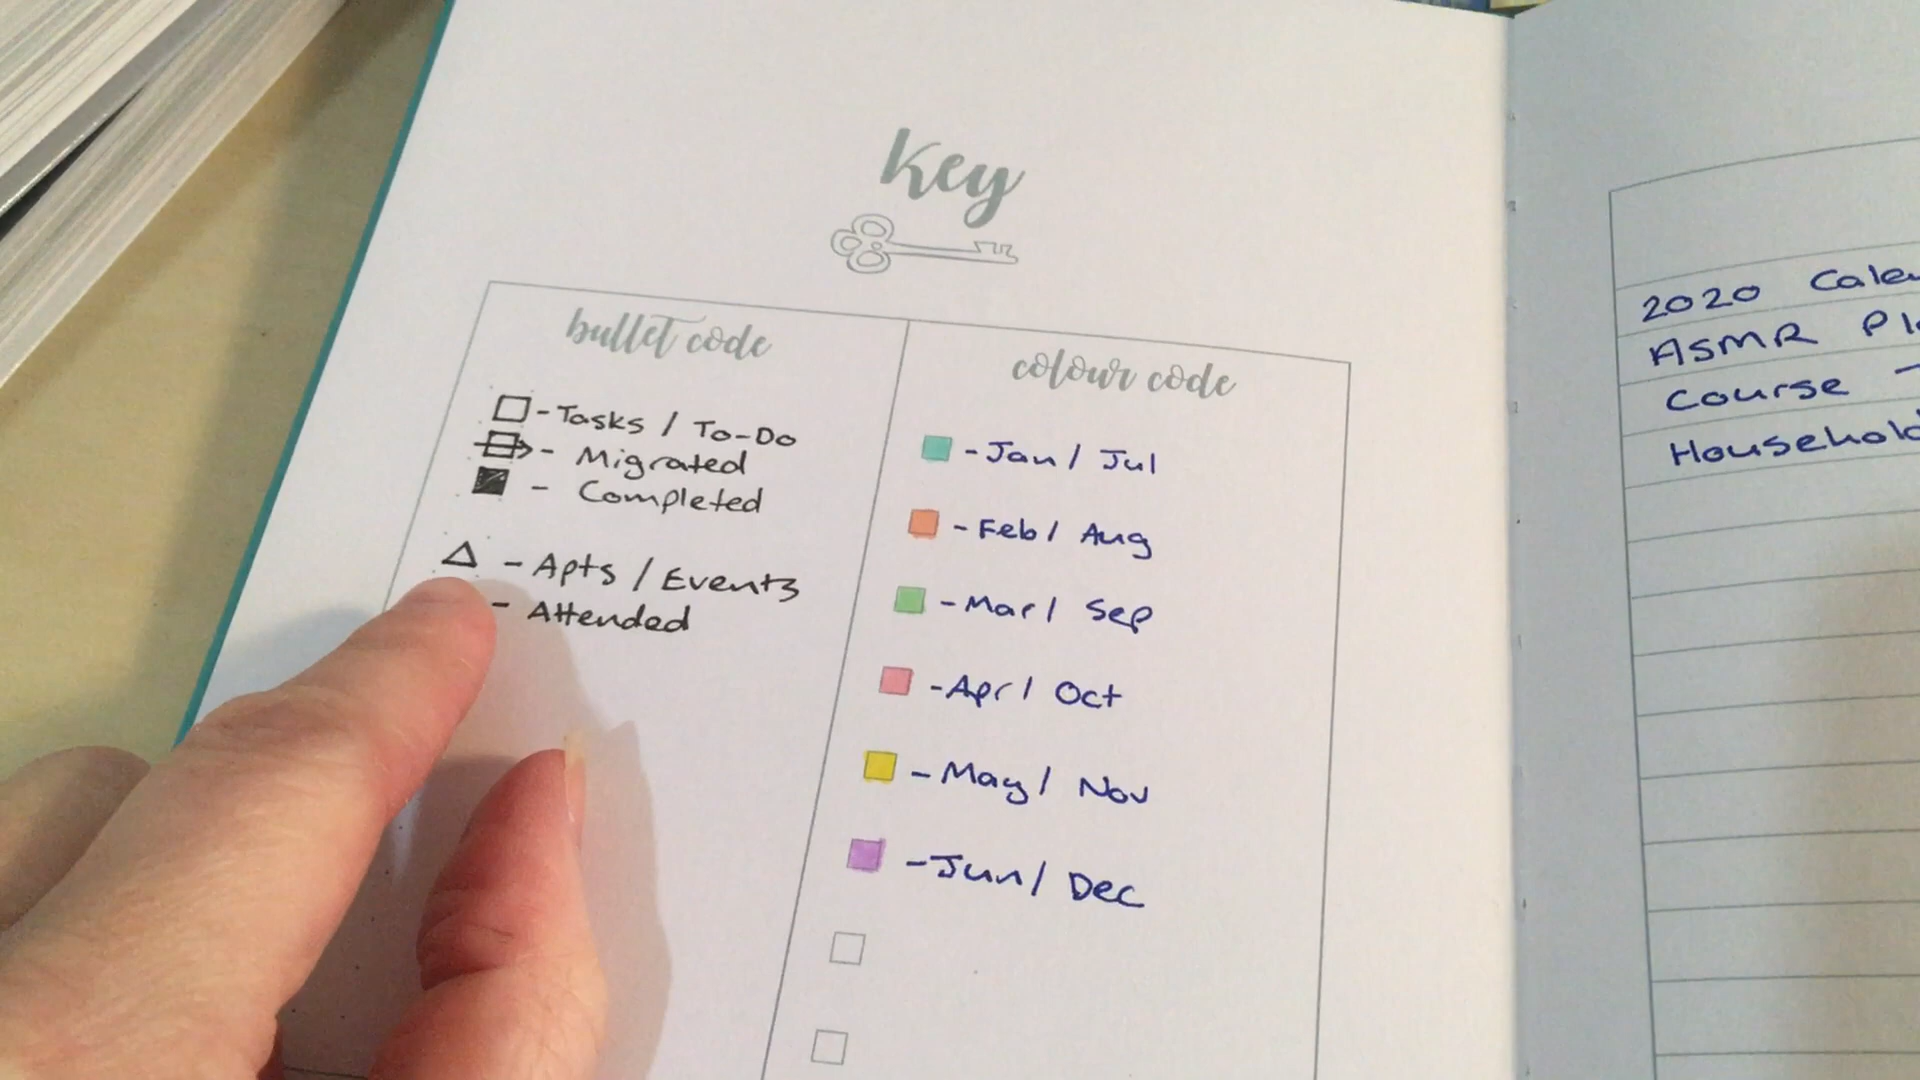 Key
bullet code
- Tasks / To-Do
- Migrated
- Completed
- Apts / Events
- Attended
colour code
- Jan / Jul
- Feb / Aug
- Mar / Sep
- Apr / Oct
- May / Nov
- Jun / Dec
2020
ASMR
Course -
Household